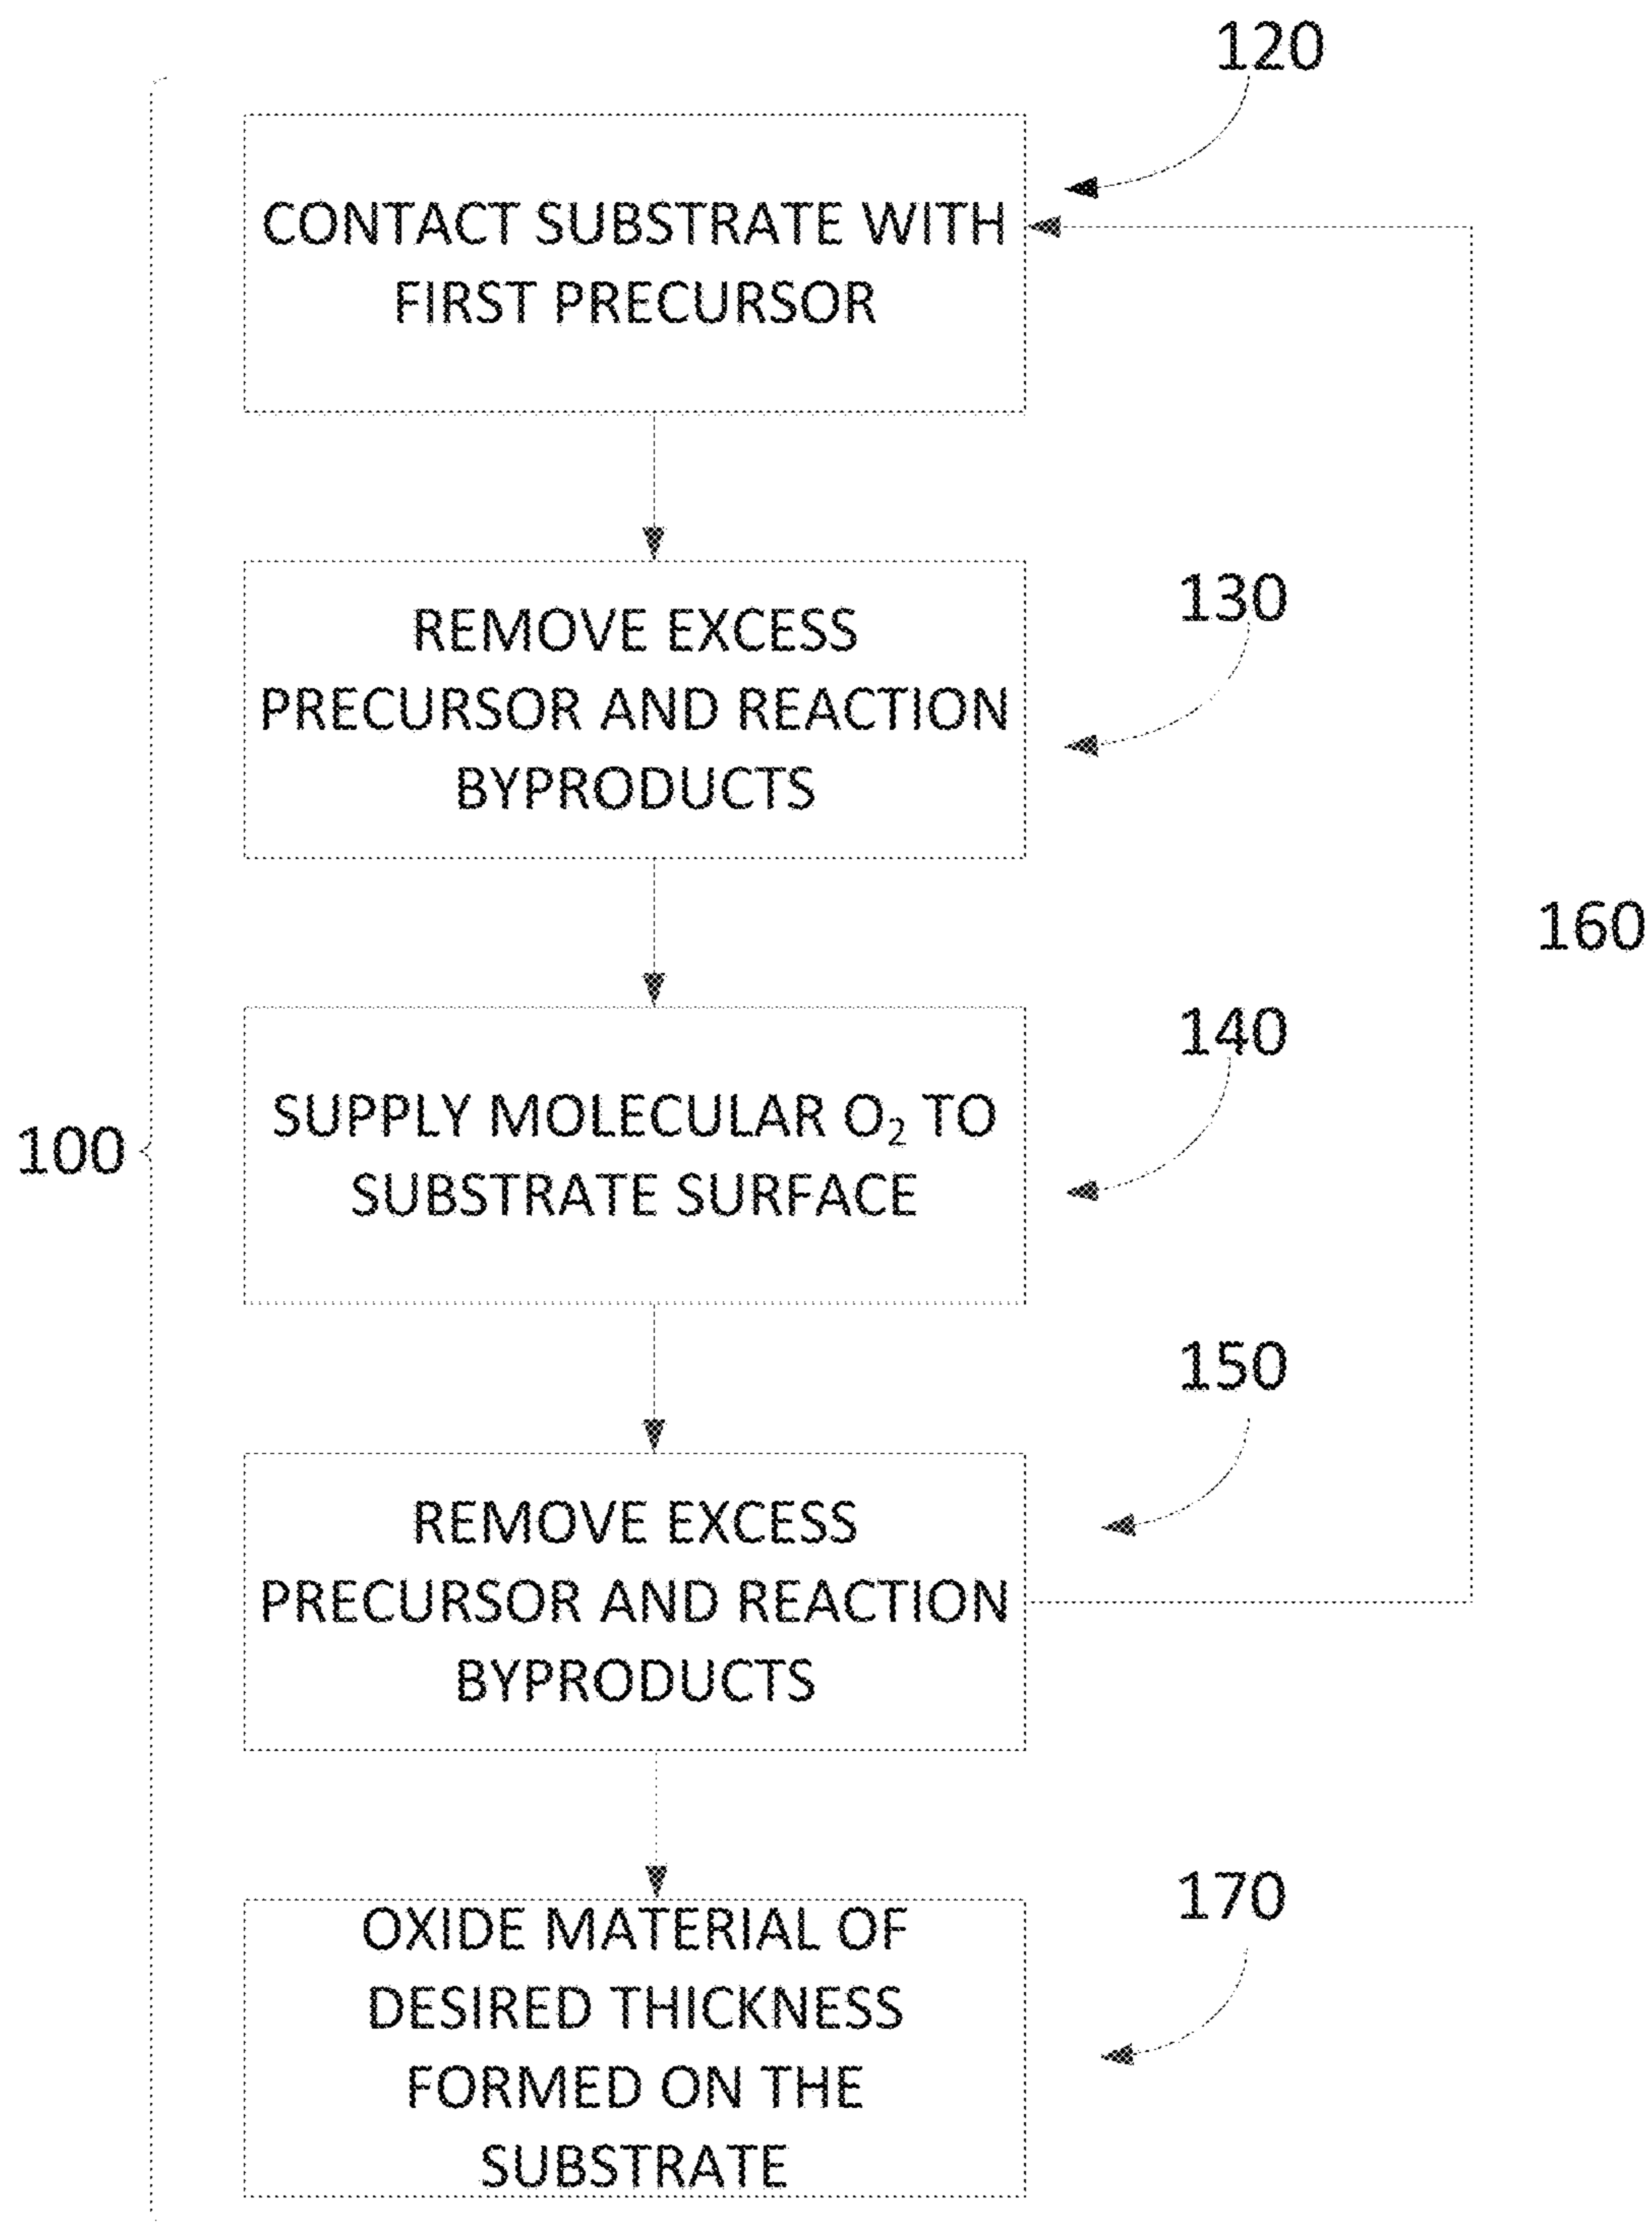 120
CONTACT SUBSTRATE WITH
FIRST PRECURSOR
130
REMOVE EXCESS
PRECURSOR AND REACTION
BYPRODUCTS
160
140
SUPPLY MOLECULAR O₂ TO
SUBSTRATE SURFACE
100
150
REMOVE EXCESS
PRECURSOR AND REACTION
BYPRODUCTS
170
OXIDE MATERIAL OF
DESIRED THICKNESS
FORMED ON THE
SUBSTRATE